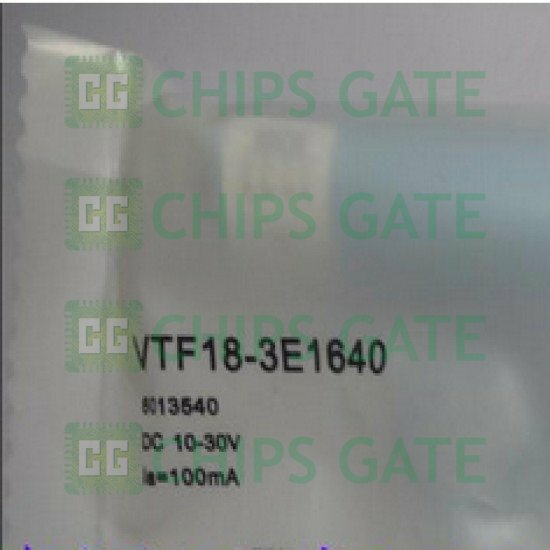 CG CHIPS GATE
CG CHIPS GATE
CG CHIPS GATE
VTF18-3E1640
6013540
DC 10-30V
Ia=100mA
CG CHIPS GATE